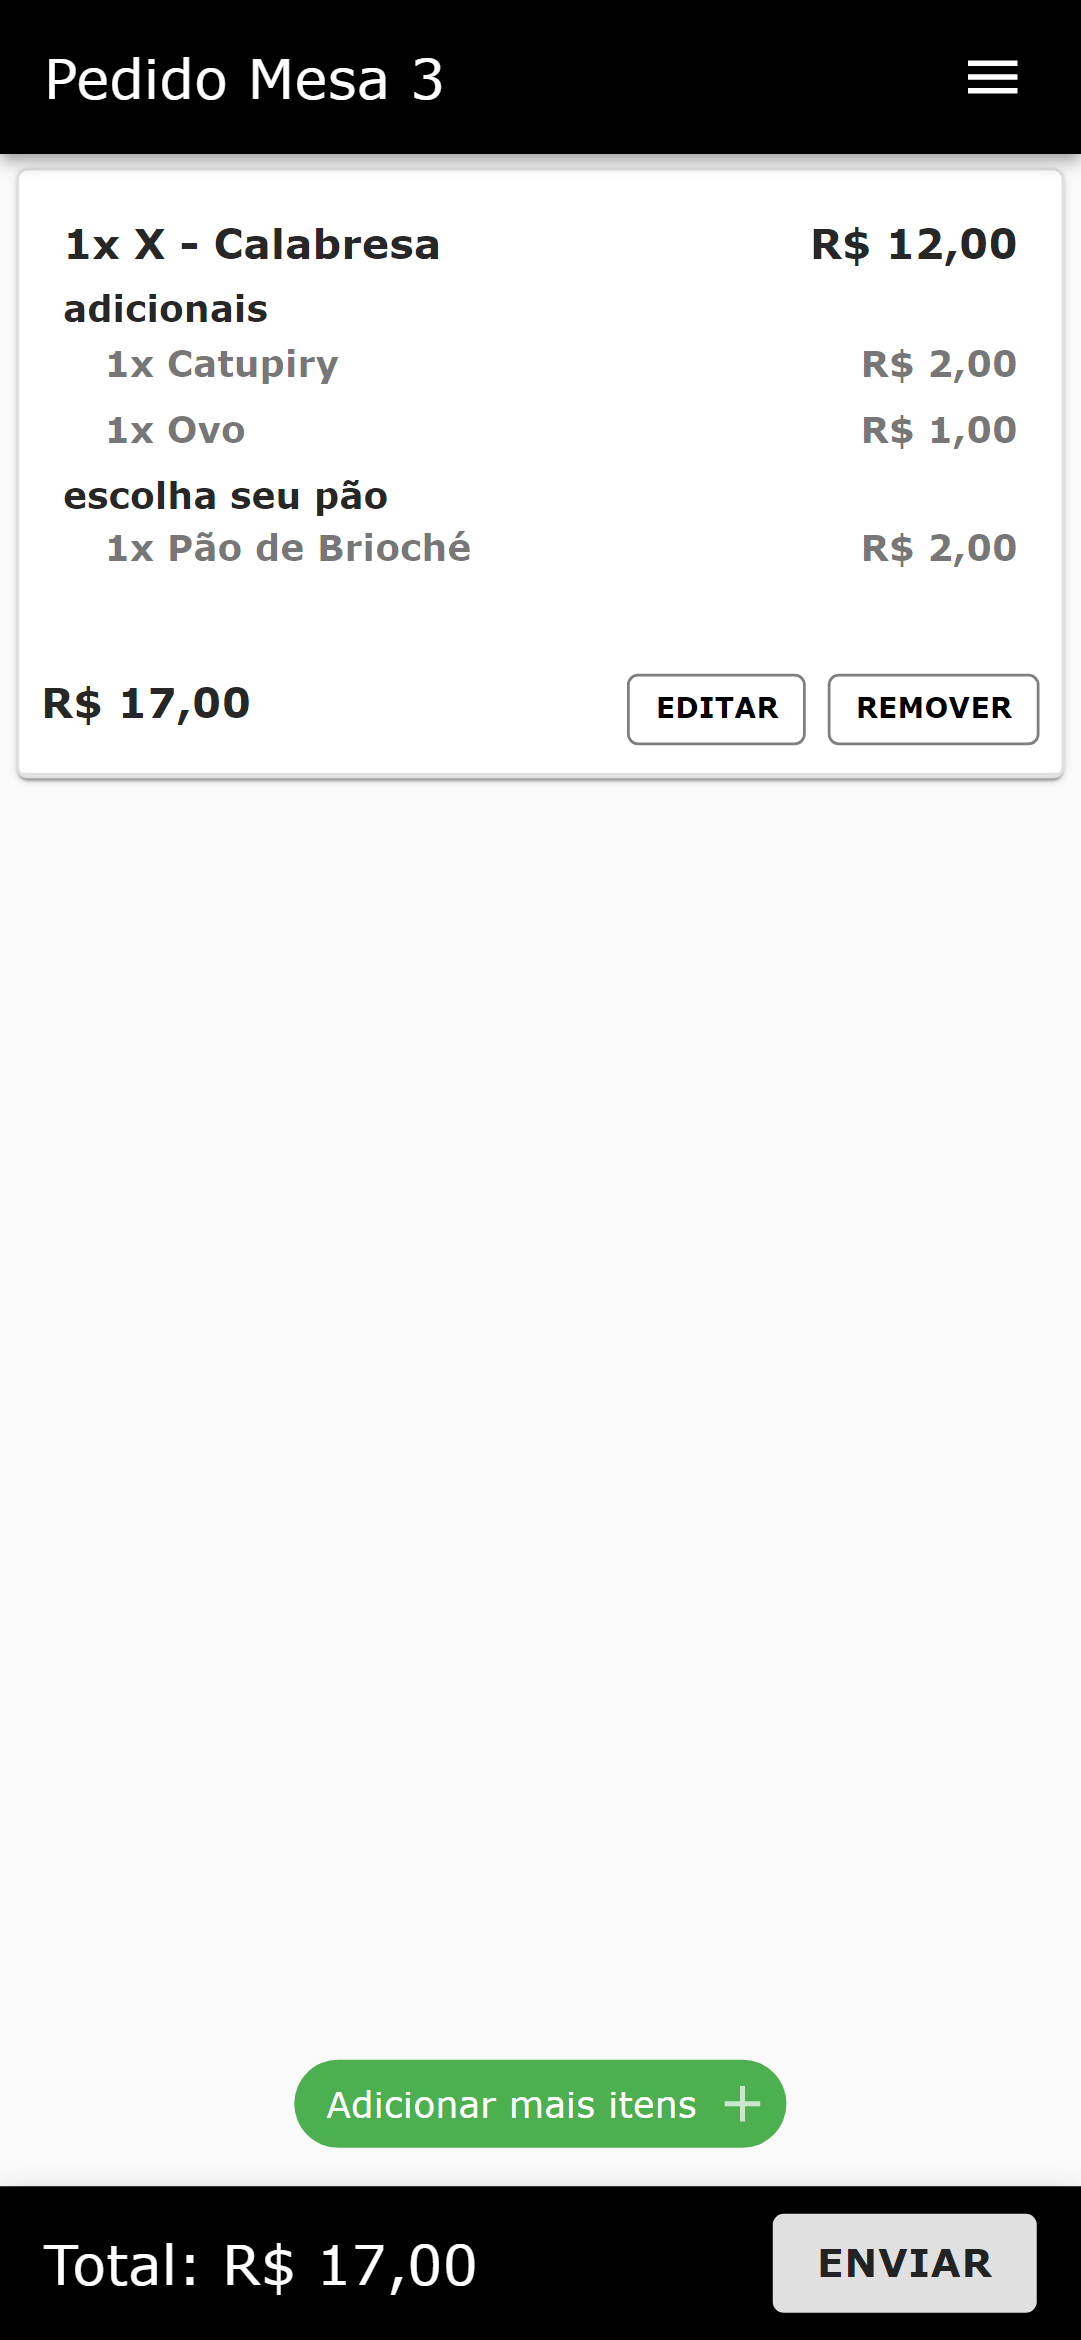 Pedido Mesa 3
1x X - Calabresa R$ 12,00
adicionais
1x Catupiry R$ 2,00
1x Ovo R$ 1,00
escolha seu pão
1x Pão de Brioché R$ 2,00
R$ 17,00 EDITAR REMOVER
Adicionar mais itens +
Total: R$ 17,00 ENVIAR